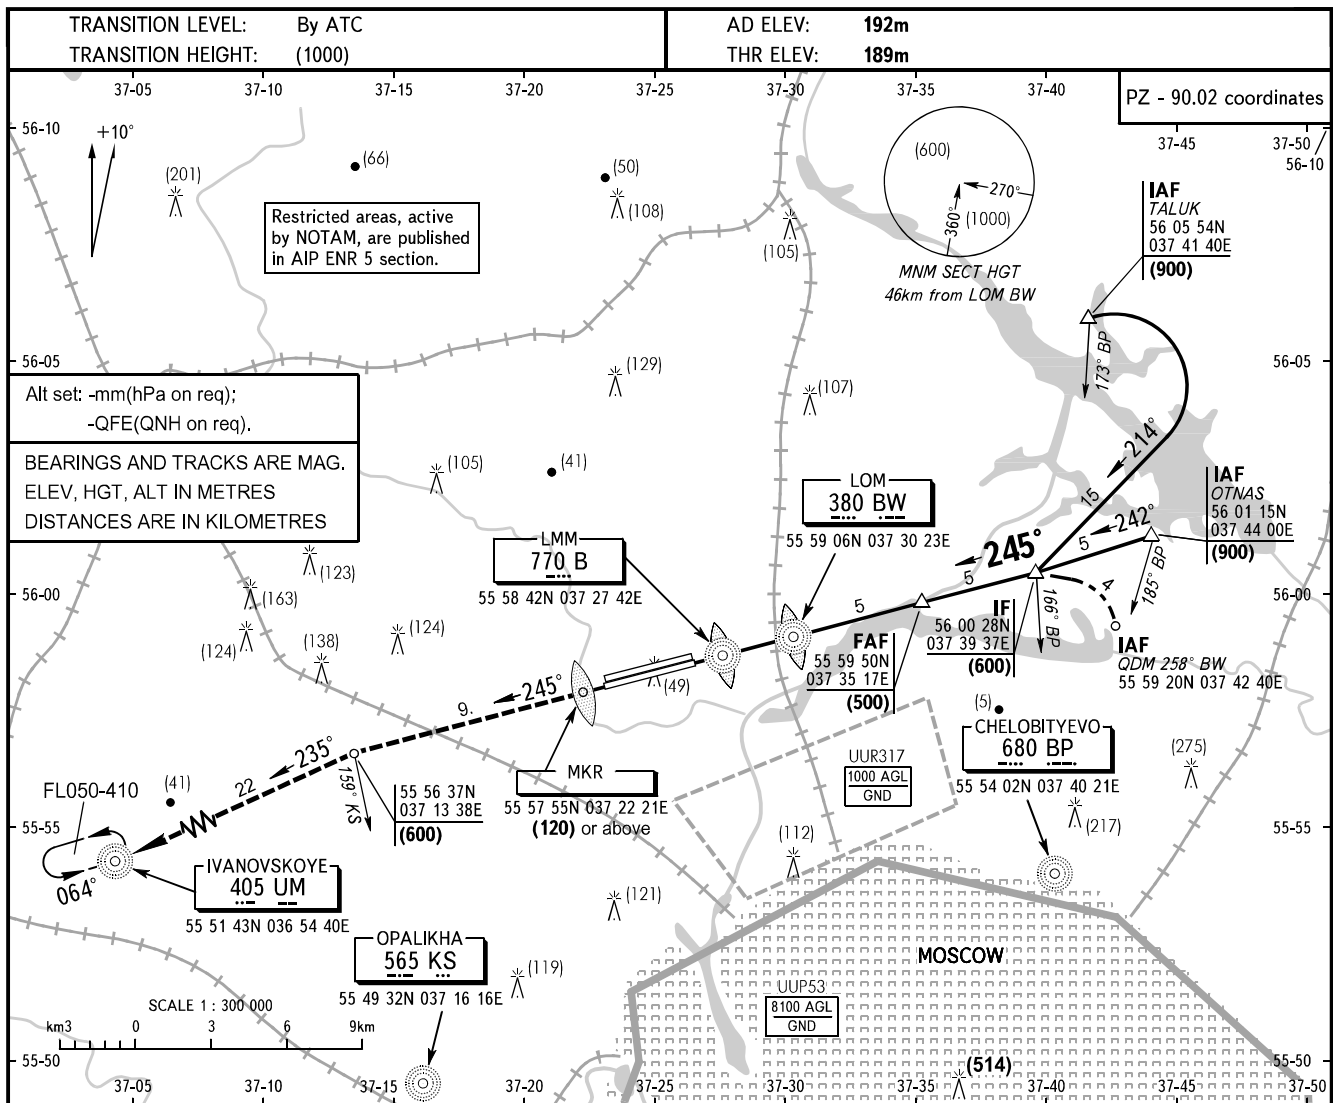 TRANSITION LEVEL: By ATC
TRANSITION HEIGHT: (1000)
AD ELEV: 192m
THR ELEV: 189m
37-05 37-10 37-15 37-20 37-25 37-30 37-35 37-40
PZ - 90.02 coordinates
37-45 37-50
56-10
56-10
+10°
(201)
(66)
(50)
(108)
(105)
Restricted areas, active
by NOTAM, are published
in AIP ENR 5 section.
(600)
270°
360°
(1000)
MNM SECT HGT
46km from LOM BW
IAF
TALUK
56 05 54N
037 41 40E
(900)
173° BP
56-05
56-05
(129)
(107)
Alt set: -mm(hPa on req);
-QFE(QNH on req).
BEARINGS AND TRACKS ARE MAG.
ELEV, HGT, ALT IN METRES
DISTANCES ARE IN KILOMETRES
(105)
(41)
214°
15
LOM
380 BW
55 59 06N 037 30 23E
IAF
OTNAS
56 01 15N
037 44 00E
(900)
242°
5
185° BP
LMM
770 B
55 58 42N 037 27 42E
245°
5
5
4
(123)
(163)
(124)
(138)
(124)
56-00
56-00
166° BP
IF
56 00 28N
037 39 37E
(600)
FAF
55 59 50N
037 35 17E
(500)
IAF
QDM 258° BW
55 59 20N 037 42 40E
(49)
245°
9.
235°
22
(5)
CHELOBITYEVO
680 BP
55 54 02N 037 40 21E
(275)
(217)
UUR317
1000 AGL
GND
MKR
55 57 55N 037 22 21E
(120) or above
159° KS
55 56 37N
037 13 38E
(600)
(41)
FL050-410
55-55
55-55
(112)
064°
IVANOVSKOYE
405 UM
55 51 43N 036 54 40E
(121)
OPALIKHA
565 KS
55 49 32N 037 16 16E
(119)
MOSCOW
UUP53
8100 AGL
GND
SCALE 1 : 300 000
km3 0 3 6 9km
55-50
55-50
(514)
37-05 37-10 37-15 37-20 37-25 37-30 37-35 37-40 37-45 37-50